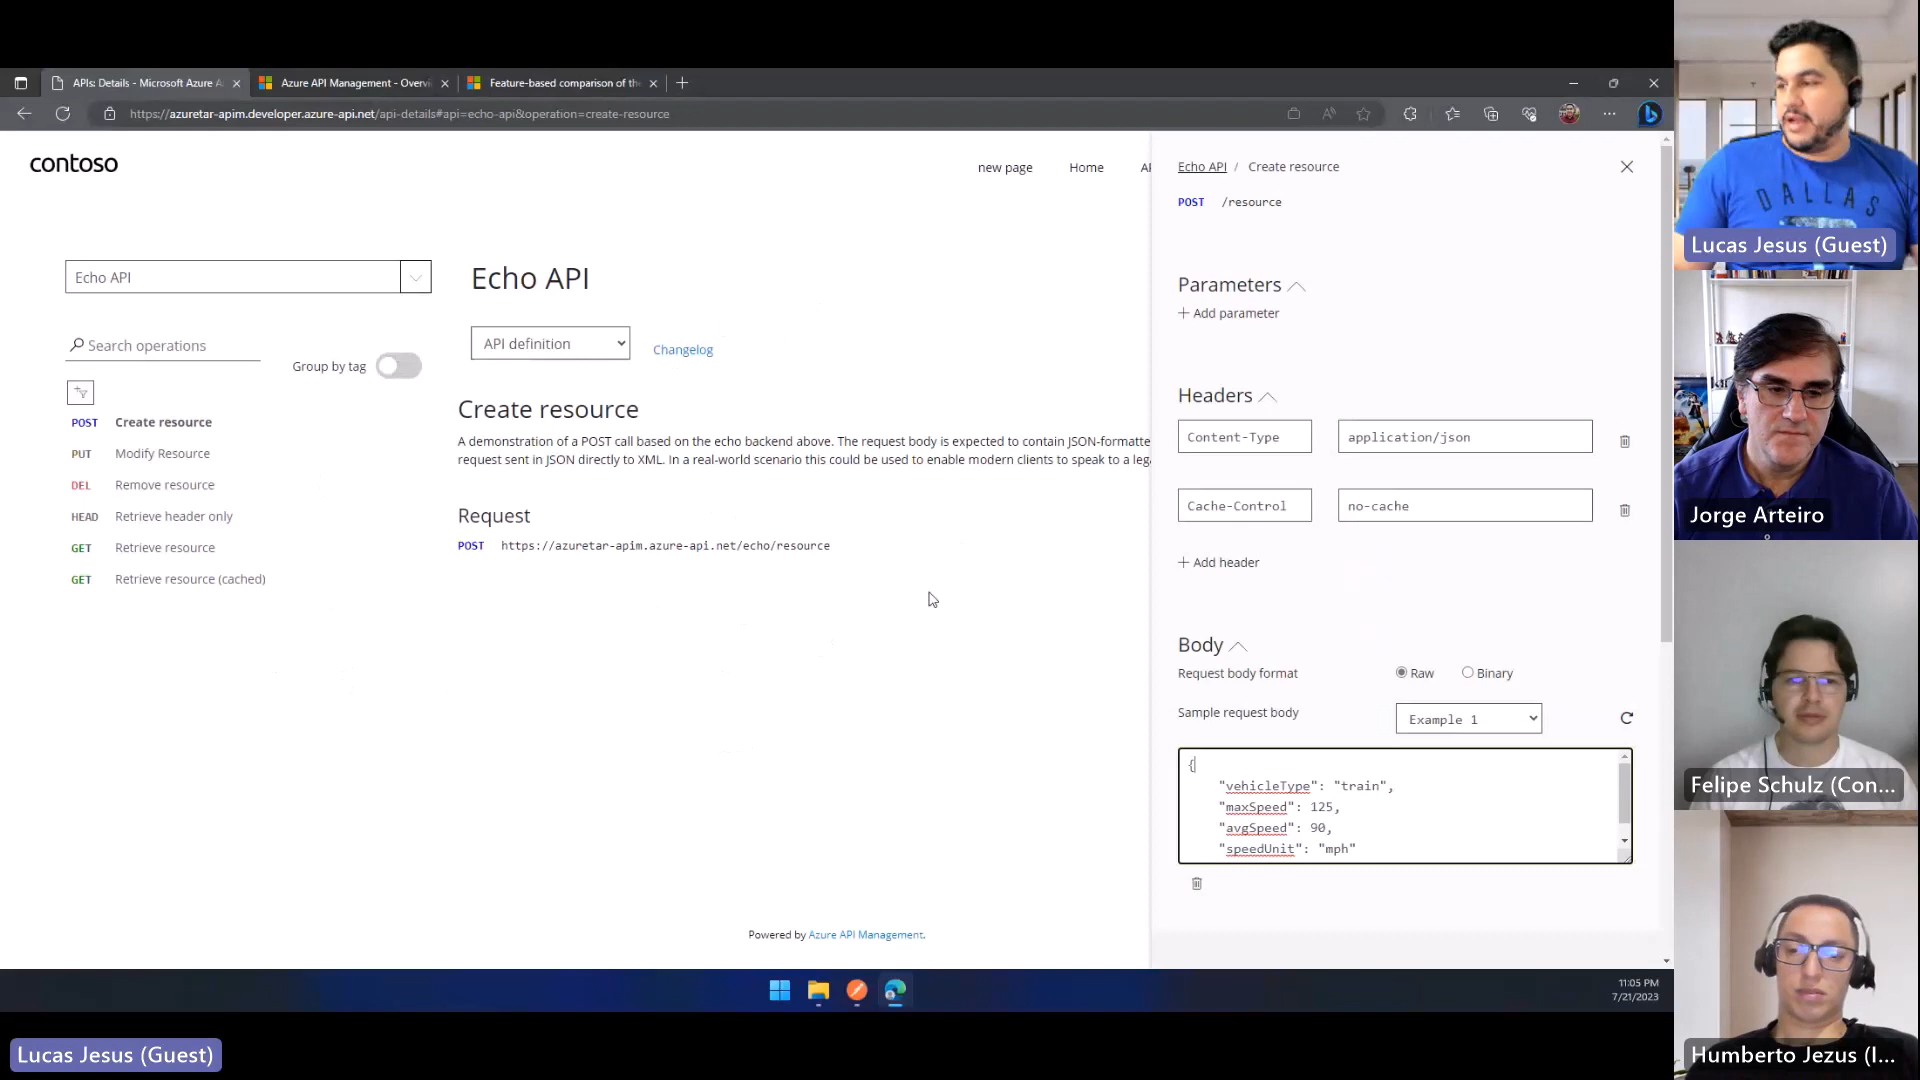 APIs: Details - Microsoft Azure A
Azure API Management - Overvi
Feature-based comparison of the
https://azuretar-apim.developer.azure-api.net/api-details#api=echo-api&operation=create-resource
contoso
new page
Home
AP
Echo API / Create resource
POST /resource
Echo API
Echo API
Search operations
Group by tag
API definition
Changelog
POST Create resource
PUT Modify Resource
DEL Remove resource
HEAD Retrieve header only
GET Retrieve resource
GET Retrieve resource (cached)
Create resource
A demonstration of a POST call based on the echo backend above. The request body is expected to contain JSON-formatte
request sent in JSON directly to XML. In a real-world scenario this could be used to enable modern clients to speak to a lega
Request
POST https://azuretar-apim.azure-api.net/echo/resource
Parameters
+ Add parameter
Headers
Content-Type application/json
Cache-Control no-cache
+ Add header
Body
Request body format Raw Binary
Sample request body Example 1
{
"vehicleType": "train",
"maxSpeed": 125,
"avgSpeed": 90,
"speedUnit": "mph"
Powered by Azure API Management.
11:05 PM
7/21/2023
Lucas Jesus (Guest)
DALLAS
Lucas Jesus (Guest)
Jorge Arteiro
Felipe Schulz (Con...
Humberto Jezus (I...